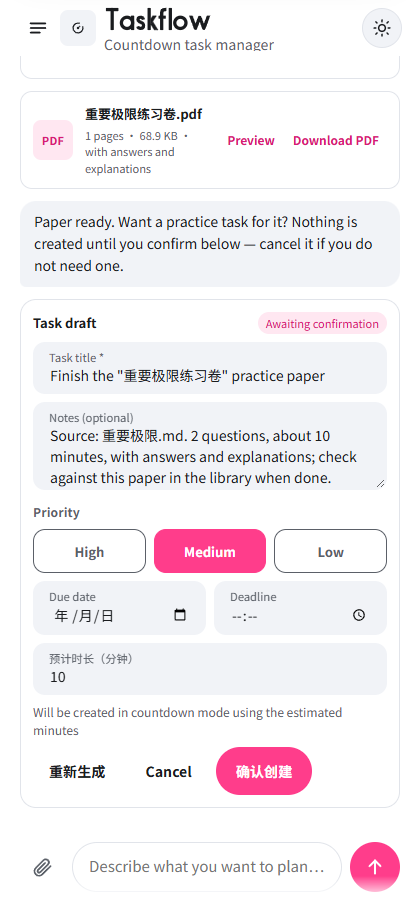 Taskflow
Countdown task manager
PDF
重要极限练习卷.pdf
1 pages • 68.9 KB •
with answers and
explanations
Preview
Download PDF
Paper ready. Want a practice task for it? Nothing is
created until you confirm below — cancel it if you do
not need one.
Task draft
Awaiting confirmation
Task title *
Finish the "重要极限练习卷" practice paper
Notes (optional)
Source: 重要极限.md. 2 questions, about 10
minutes, with answers and explanations; check
against this paper in the library when done.
Priority
High
Medium
Low
Due date
年 /月/日
Deadline
--:--
预计时长（分钟）
10
Will be created in countdown mode using the estimated
minutes
重新生成
Cancel
确认创建
Describe what you want to plan…